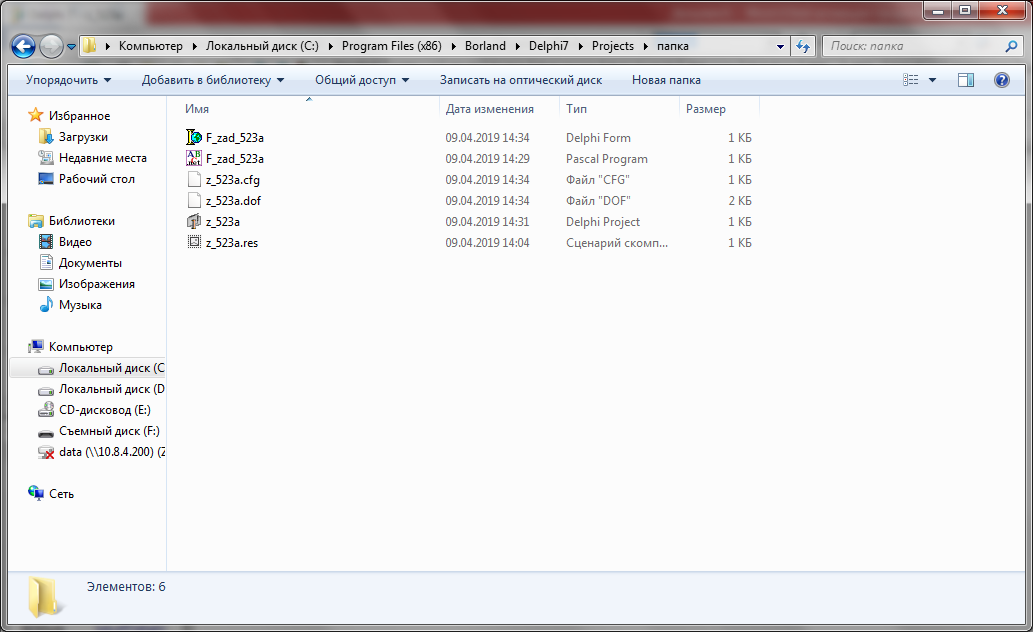 Компьютер Локальный диск (C:) Program Files (x86) Borland Delphi7 Projects папка
Поиск: папка
Упорядочить Добавить в библиотеку Общий доступ Записать на оптический диск Новая папка
Избранное
Загрузки
Недавние места
Рабочий стол
Библиотеки
Видео
Документы
Изображения
Музыка
Компьютер
Локальный диск (C
Локальный диск (D
CD-дисковод (E:)
Съемный диск (F:)
data (\\10.8.4.200) (Z
Сеть
Имя Дата изменения Тип Размер
F_zad_523a 09.04.2019 14:34 Delphi Form 1 КБ
F_zad_523a 09.04.2019 14:29 Pascal Program 1 КБ
z_523a.cfg 09.04.2019 14:34 Файл "CFG" 1 КБ
z_523a.dof 09.04.2019 14:34 Файл "DOF" 2 КБ
z_523a 09.04.2019 14:31 Delphi Project 1 КБ
z_523a.res 09.04.2019 14:04 Сценарий скомп... 1 КБ
Элементов: 6